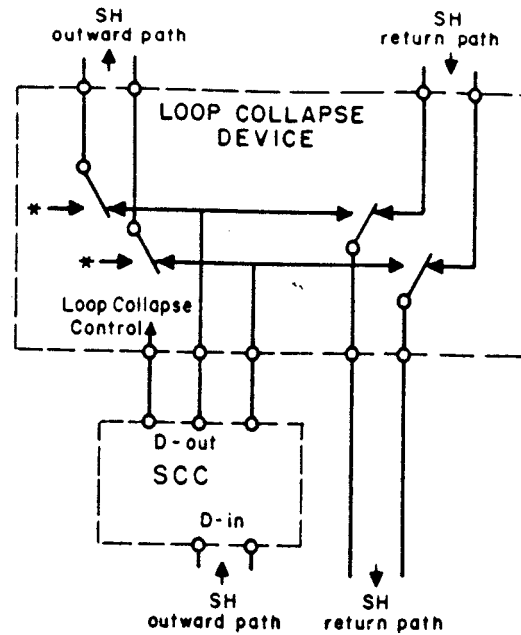 SH
outward path
SH
return path
LOOP COLLAPSE
DEVICE
*
*
Loop Collapse
Control
D-out
SCC
D-in
SH
outward path
SH
return path